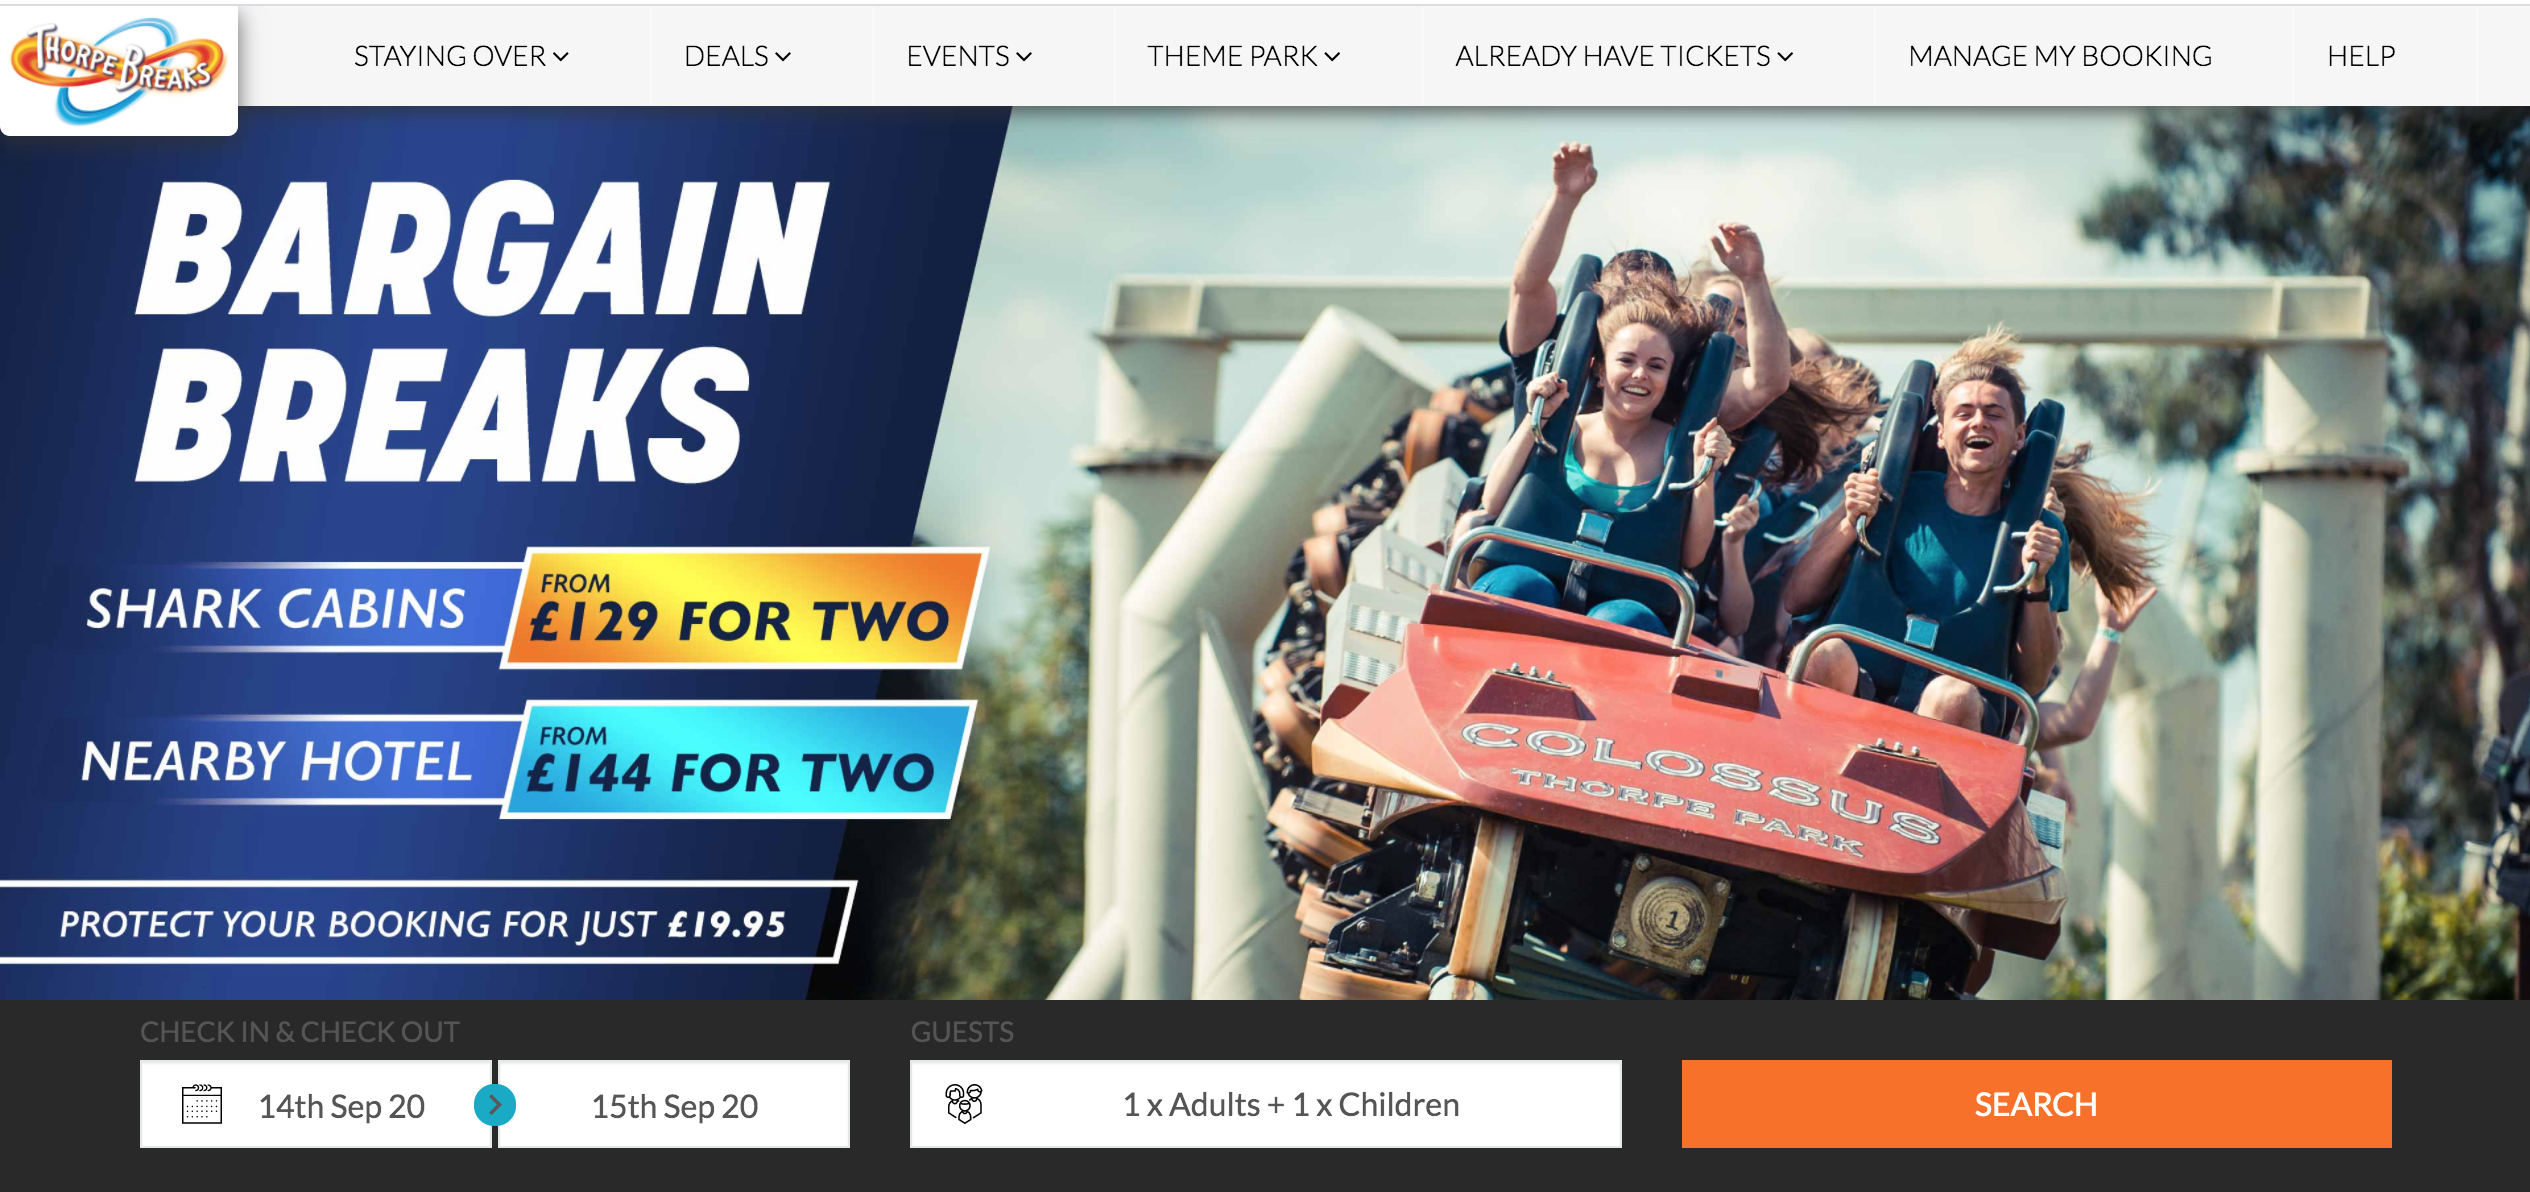 THORPE BREAKS
STAYING OVER
DEALS
EVENTS
THEME PARK
ALREADY HAVE TICKETS
MANAGE MY BOOKING
HELP
BARGAIN
BREAKS
SHARK CABINS
FROM
£129 FOR TWO
NEARBY HOTEL
FROM
£144 FOR TWO
PROTECT YOUR BOOKING FOR JUST £19.95
COLOSSUS
THORPE PARK
1
CHECK IN & CHECK OUT
14th Sep 20
15th Sep 20
GUESTS
1 x Adults + 1 x Children
SEARCH